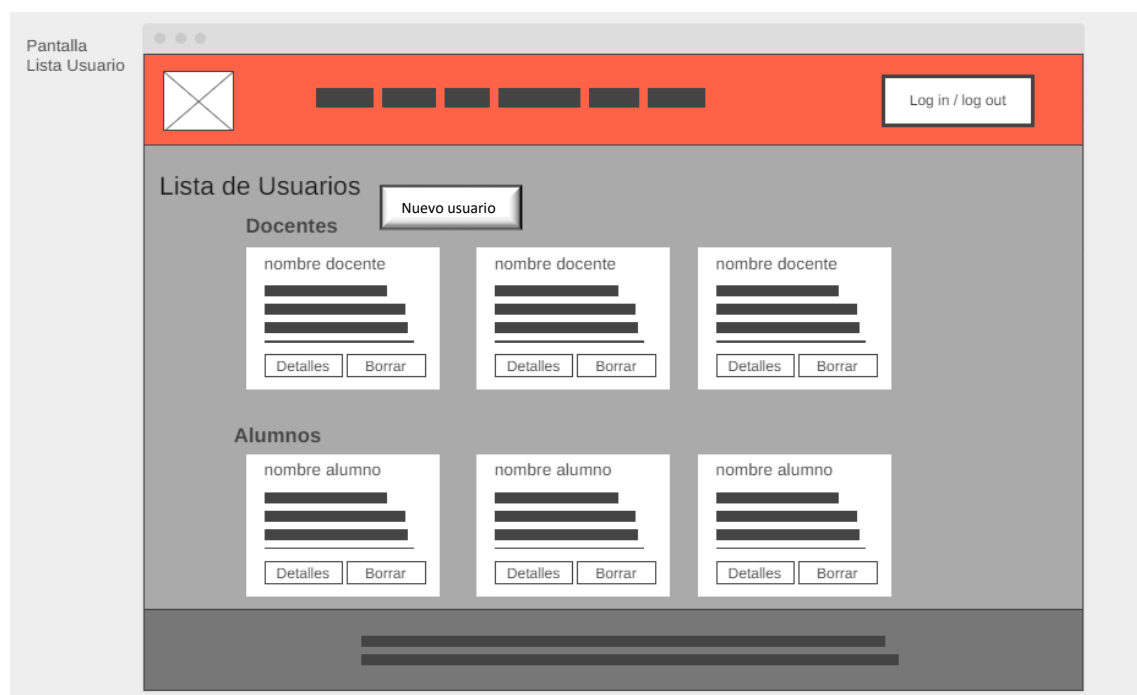 Pantalla
Lista Usuario
Log in / log out
Lista de Usuarios
Nuevo usuario
Docentes
nombre docente
nombre docente
nombre docente
Detalles
Borrar
Detalles
Borrar
Detalles
Borrar
Alumnos
nombre alumno
nombre alumno
nombre alumno
Detalles
Borrar
Detalles
Borrar
Detalles
Borrar